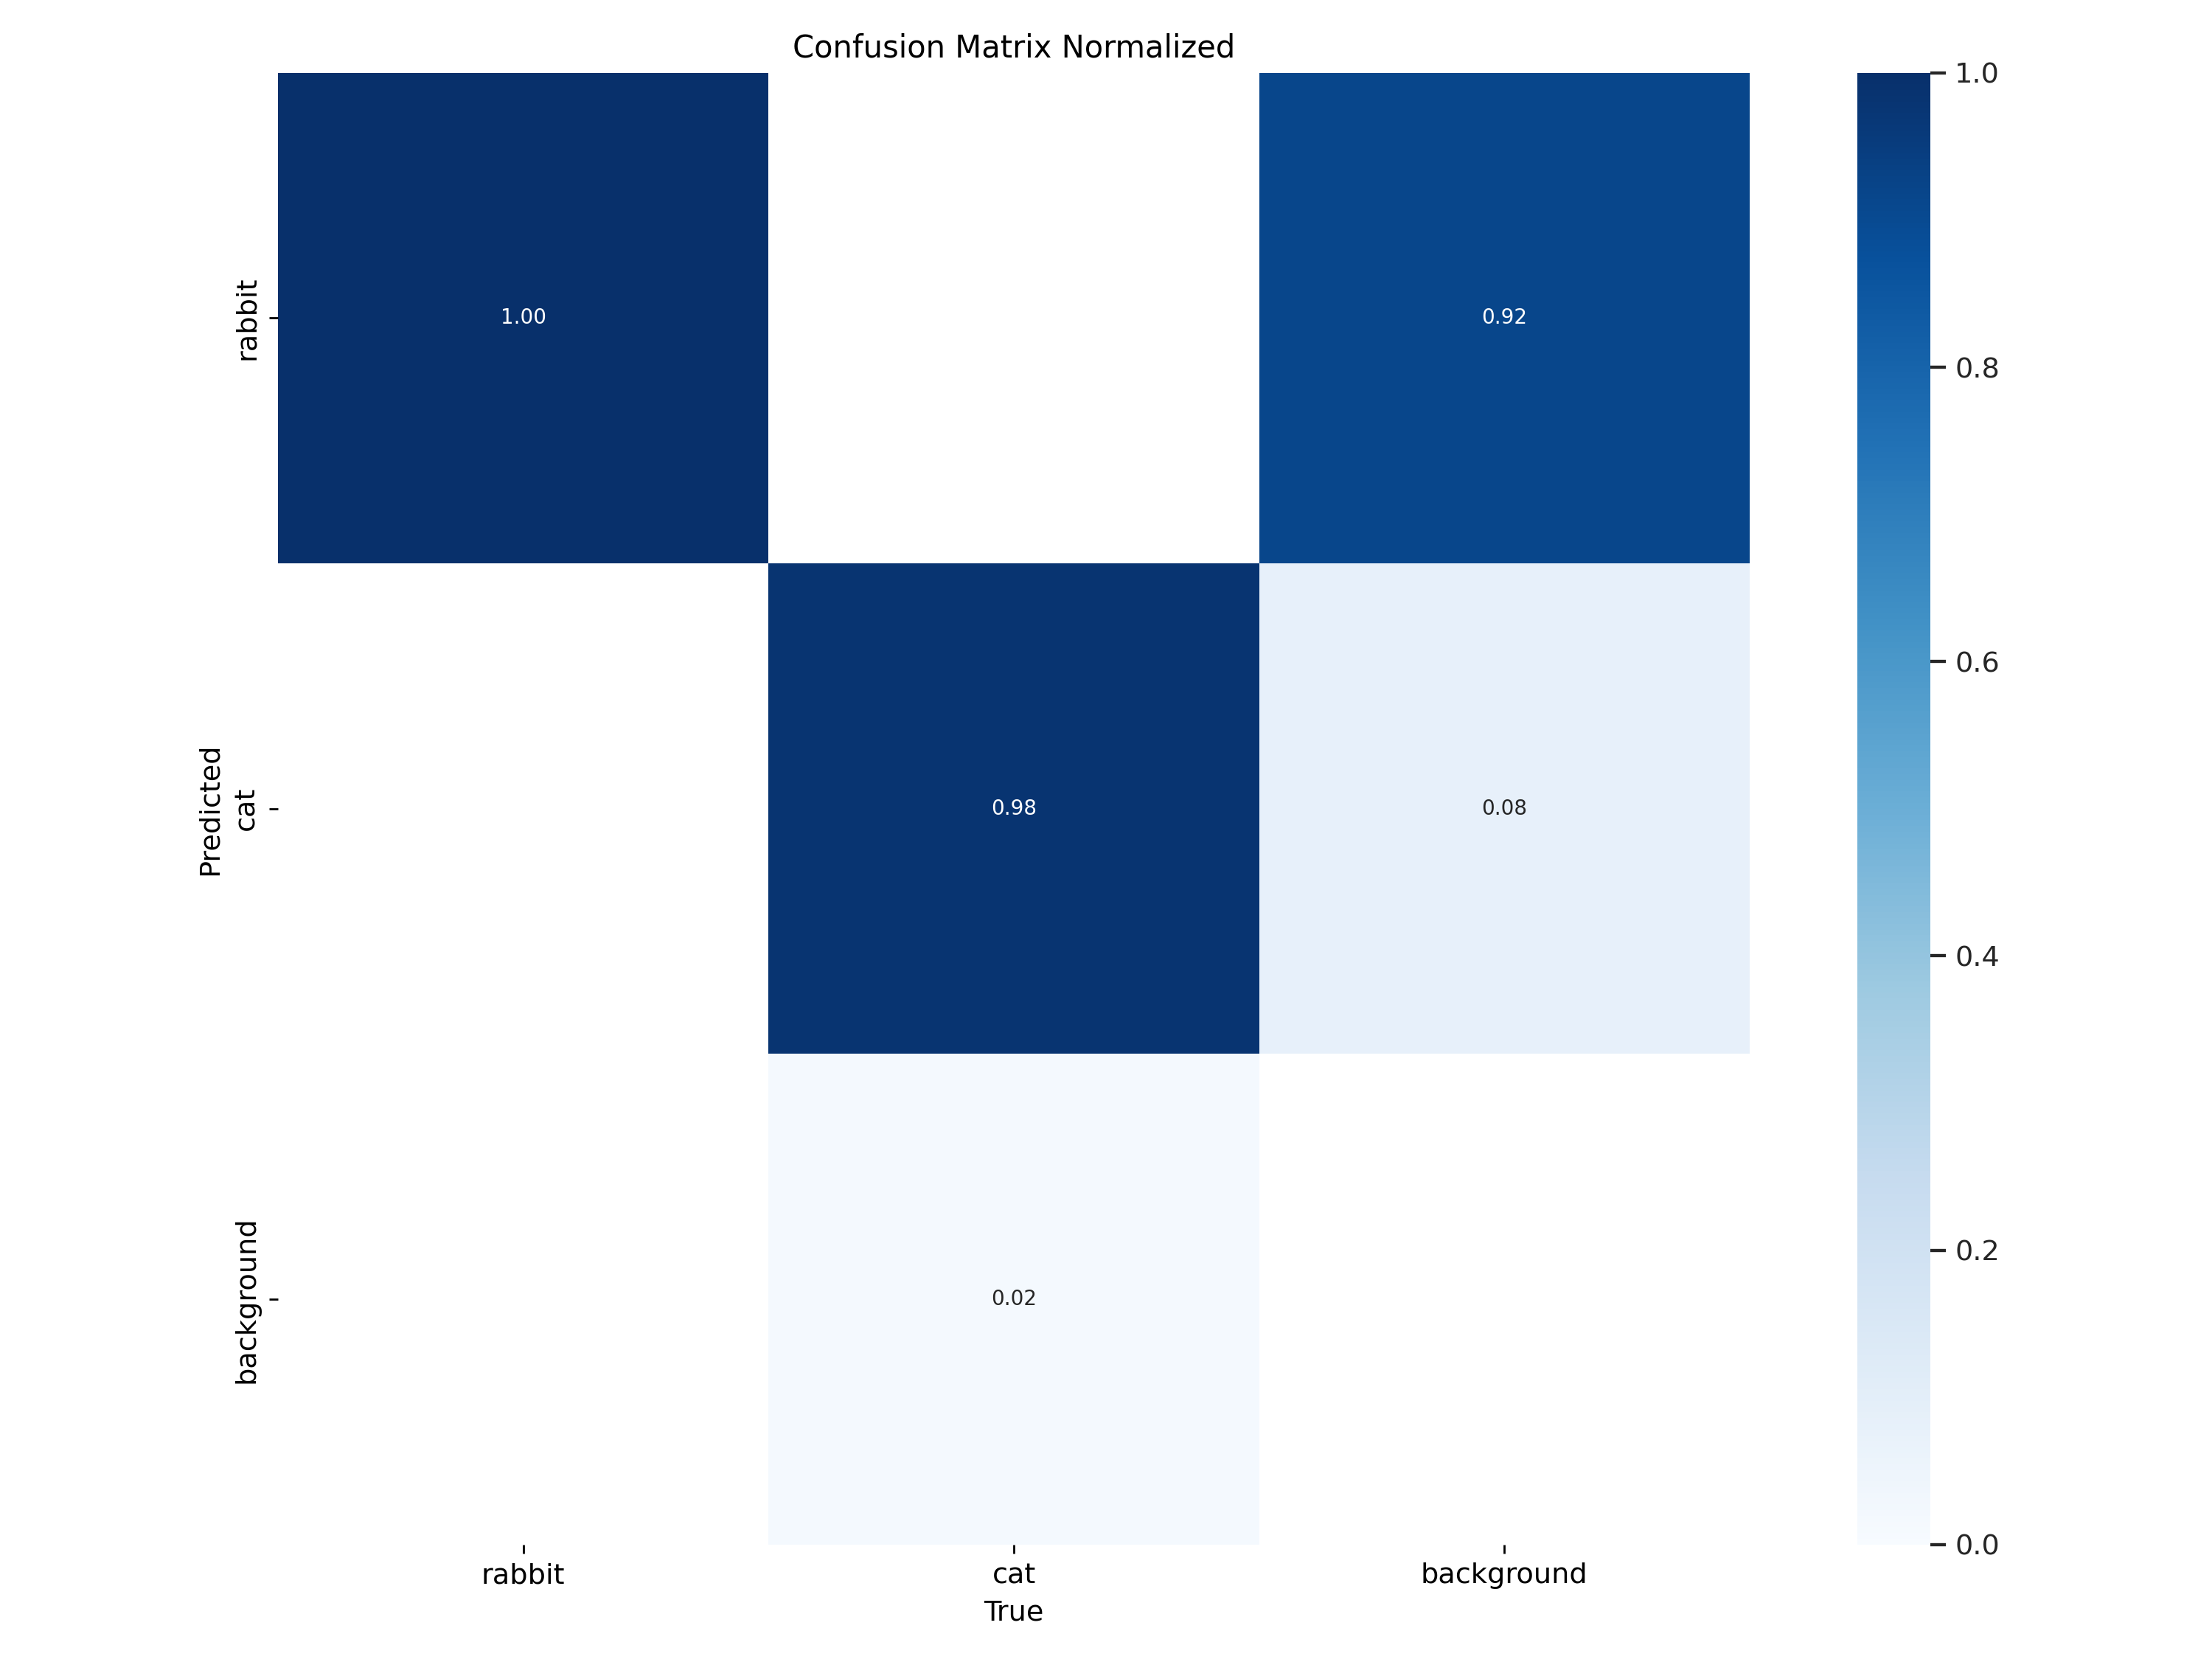 Confusion Matrix Normalized
1.0
rabbit
1.00
0.92
0.8
0.6
Predicted
cat
0.98
0.08
0.4
0.2
background
0.02
0.0
rabbit
cat
background
True